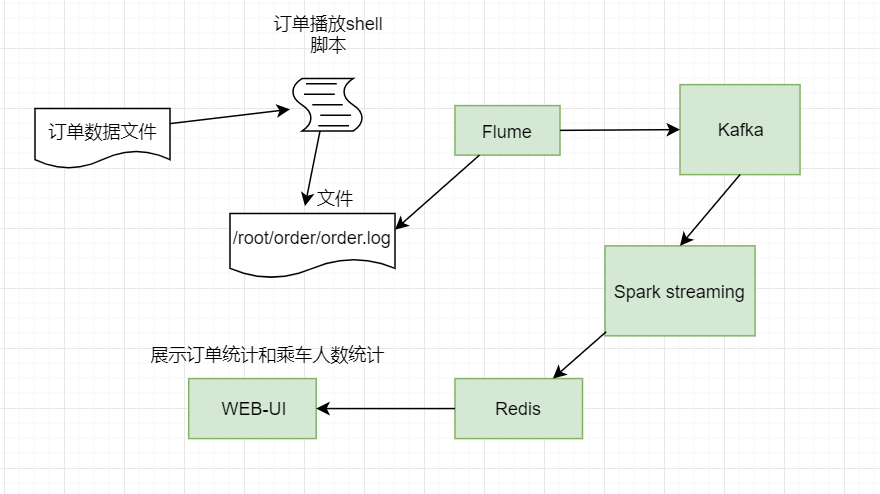 订单播放shell
脚本
订单数据文件
Flume
Kafka
文件
/root/order/order.log
Spark streaming
展示订单统计和乘车人数统计
WEB-UI
Redis